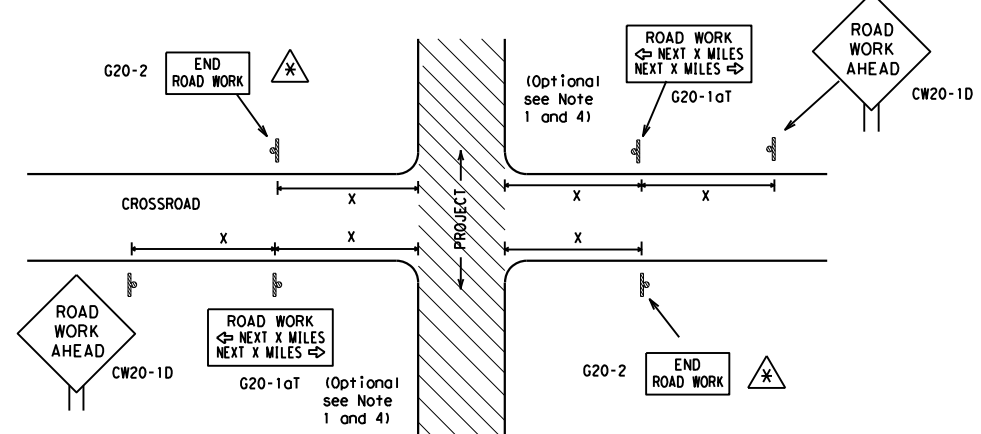 G20-2
END
ROAD WORK
*
(Optional
see Note
1 and 4)
ROAD WORK
⇦ NEXT X MILES
NEXT X MILES ⇨
G20-1aT
ROAD
WORK
AHEAD
CW20-1D
CROSSROAD
X
X
X
PROJECT
X
X
X
ROAD
WORK
AHEAD
CW20-1D
ROAD WORK
⇦ NEXT X MILES
NEXT X MILES ⇨
G20-1aT
(Optional
see Note
1 and 4)
G20-2
END
ROAD WORK
*